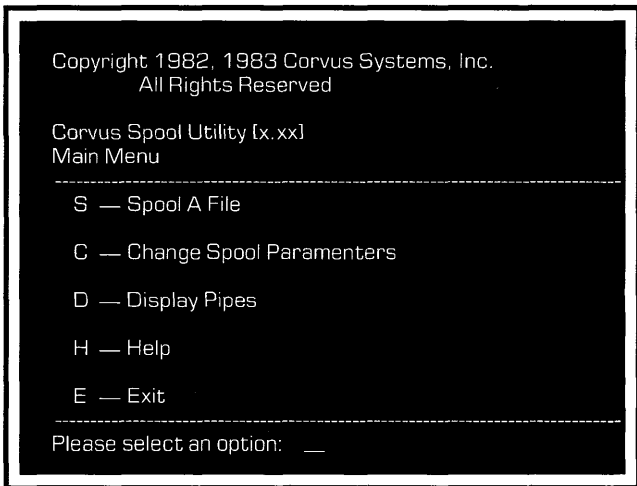 Copyright 1982, 1983 Corvus Systems, Inc.
All Rights Reserved
Corvus Spool Utility [x.xx]
Main Menu
S — Spool A File
C — Change Spool Paramenters
D — Display Pipes
H — Help
E — Exit
Please select an option: __